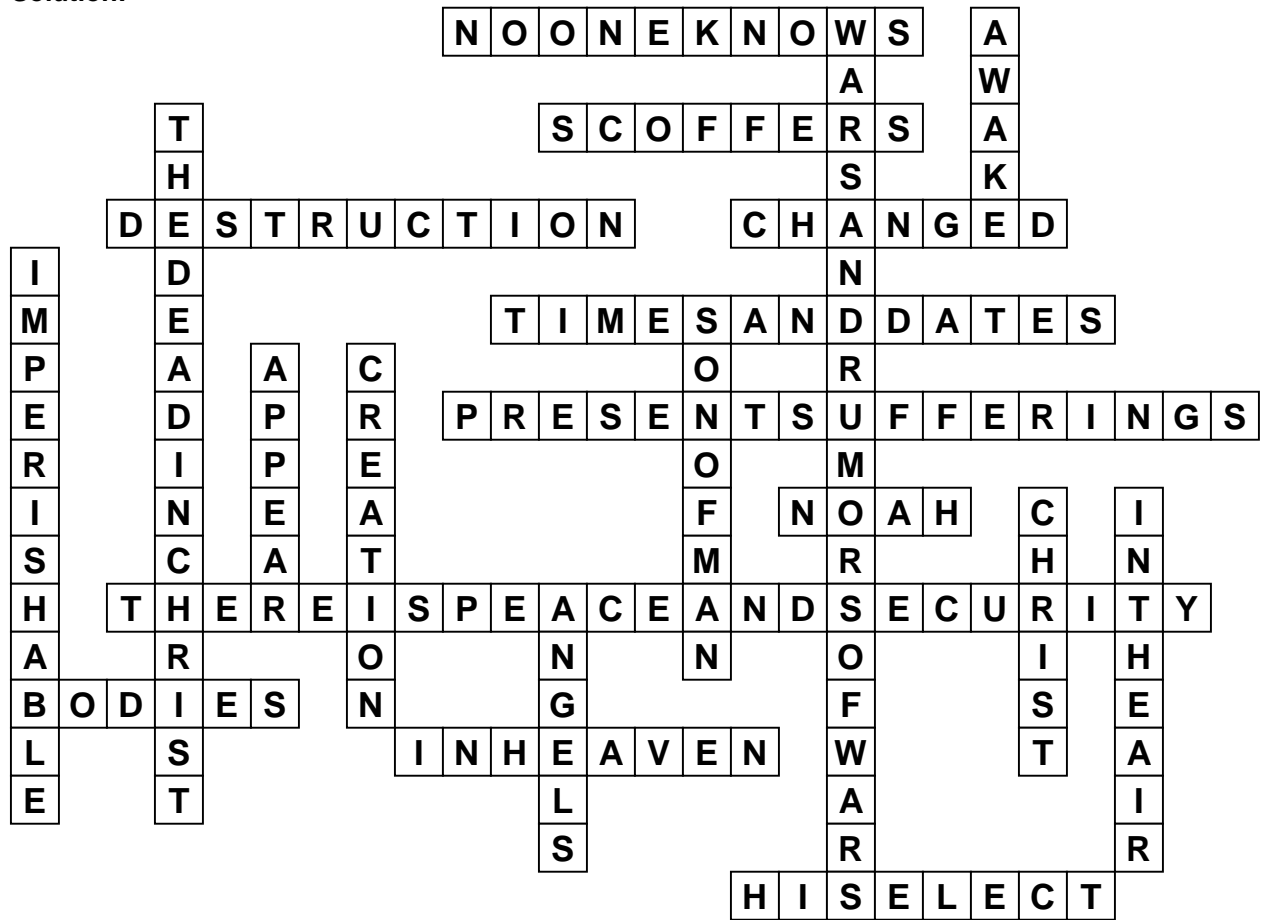 Solution:
NOONEKNOWS
AWAKE
WARSANDRUMORSOFWARS
THEDEADINCHRIST
SCOFFERS
DESTRUCTION
CHANGED
IMPERISHABLE
TIMESANDDATES
SONOFMAN
APPEAR
CREATION
PRESENTSUFFERINGS
NOAH
CHRIST
INTHEAIR
THEREISPEACEANDSECURITY
ANGELS
BODIES
INHEAVEN
HISELECT